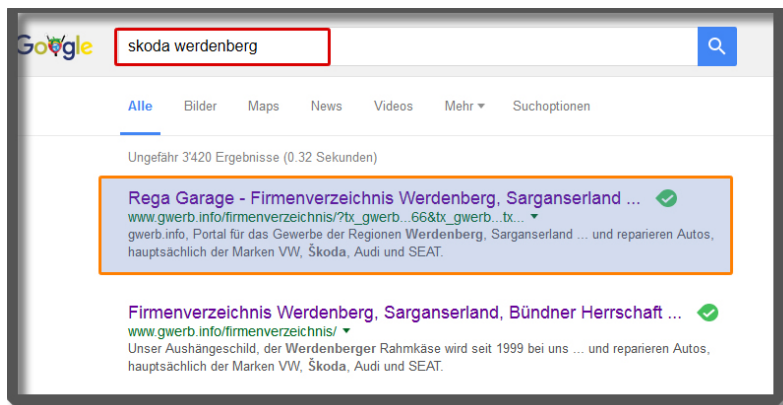 Google
skoda werdenberg
Alle Bilder Maps News Videos Mehr Suchoptionen
Ungefähr 3'420 Ergebnisse (0.32 Sekunden)
Rega Garage - Firmenverzeichnis Werdenberg, Sarganserland ...
www.gwerb.info/firmenverzeichnis/?tx_gwerb...66&tx_gwerb...tx...
gwerb.info, Portal für das Gewerbe der Regionen Werdenberg, Sarganserland ... und reparieren Autos,
hauptsächlich der Marken VW, Škoda, Audi und SEAT.
Firmenverzeichnis Werdenberg, Sarganserland, Bündner Herrschaft ...
www.gwerb.info/firmenverzeichnis/
Unser Aushängeschild, der Werdenberger Rahmkäse wird seit 1999 bei uns ... und reparieren Autos,
hauptsächlich der Marken VW, Škoda, Audi und SEAT.